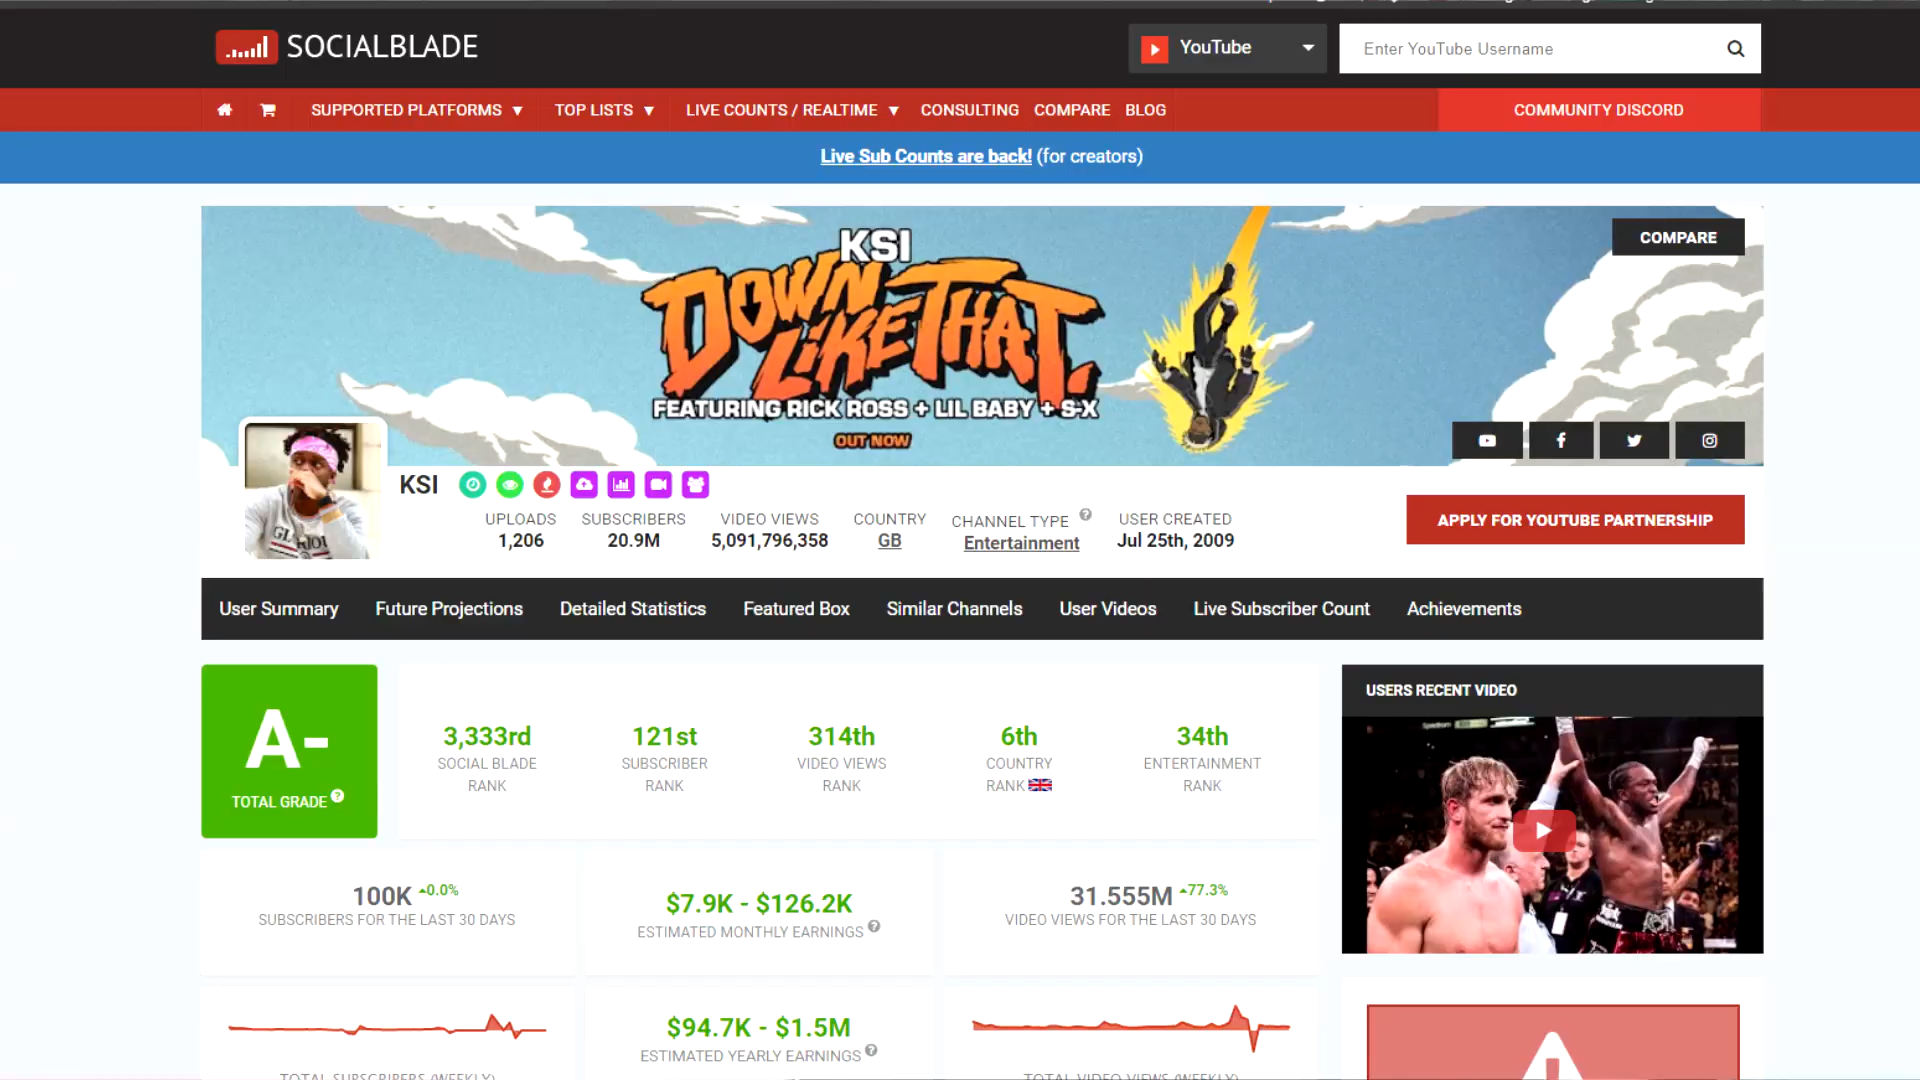 SOCIALBLADE
YouTube
Enter YouTube Username
SUPPORTED PLATFORMS ▼ TOP LISTS ▼ LIVE COUNTS / REALTIME ▼ CONSULTING COMPARE BLOG
COMMUNITY DISCORD
Live Sub Counts are back! (for creators)
COMPARE
KSI
DOWN
LIKE THAT.
FEATURING RICK ROSS + LIL BABY + S-X
OUT NOW
KSI
UPLOADS SUBSCRIBERS VIDEO VIEWS COUNTRY CHANNEL TYPE ? USER CREATED
1,206 20.9M 5,091,796,358 GB Entertainment Jul 25th, 2009
APPLY FOR YOUTUBE PARTNERSHIP
User Summary Future Projections Detailed Statistics Featured Box Similar Channels User Videos Live Subscriber Count Achievements
A-
TOTAL GRADE ?
3,333rd 121st 314th 6th 34th
SOCIAL BLADE SUBSCRIBER VIDEO VIEWS COUNTRY ENTERTAINMENT
RANK RANK RANK RANK RANK
USERS RECENT VIDEO
100K 0.0%
SUBSCRIBERS FOR THE LAST 30 DAYS
$7.9K - $126.2K
ESTIMATED MONTHLY EARNINGS ?
31.555M 77.3%
VIDEO VIEWS FOR THE LAST 30 DAYS
$94.7K - $1.5M
ESTIMATED YEARLY EARNINGS ?
TOTAL SUBSCRIBERS (WEEKLY)
TOTAL VIDEO VIEWS (WEEKLY)